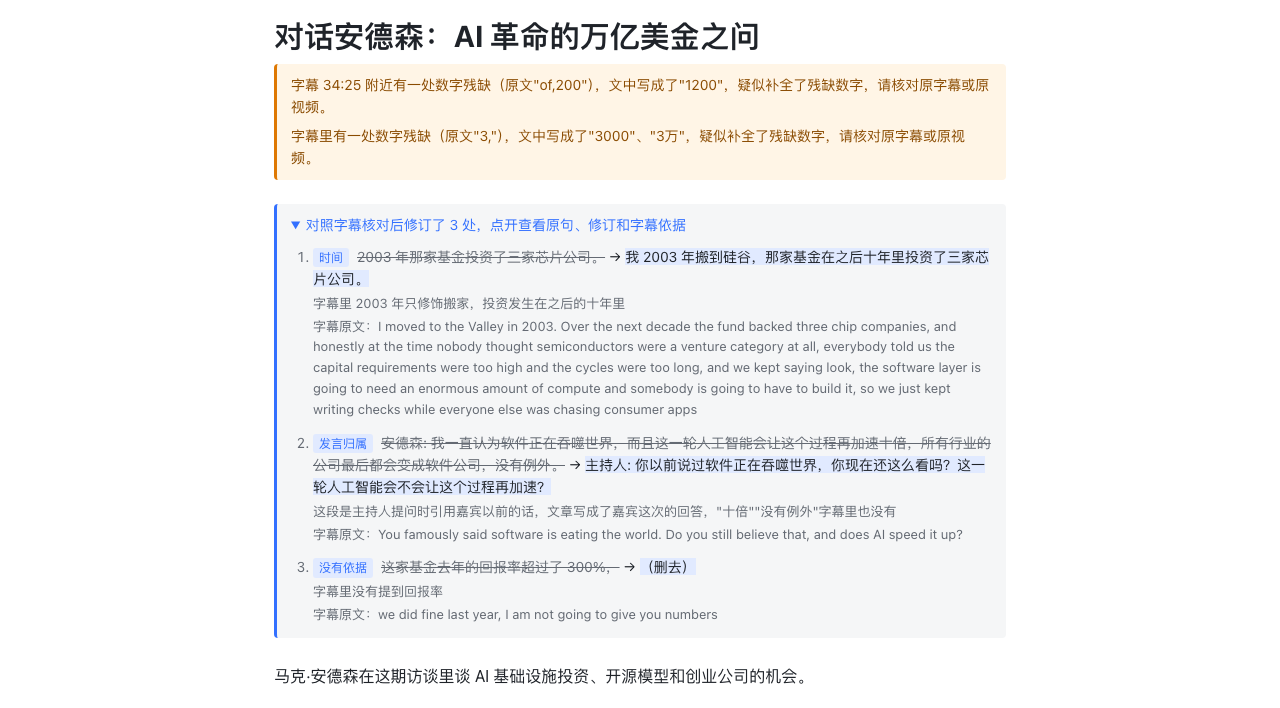 对话安德森：AI 革命的万亿美金之问
字幕 34:25 附近有一处数字残缺（原文"of,200"），文中写成了"1200"，疑似补全了残缺数字，请核对原字幕或原
视频。
字幕里有一处数字残缺（原文"3,"），文中写成了"3000"、"3万"，疑似补全了残缺数字，请核对原字幕或原视
频。
▼ 对照字幕核对后修订了 3 处，点开查看原句、修订和字幕依据
1. 时间 2003 年那家基金投资了三家芯片公司。 → 我 2003 年搬到硅谷，那家基金在之后十年里投资了三家芯
片公司。
字幕里 2003 年只修饰搬家，投资发生在之后的十年里
字幕原文：I moved to the Valley in 2003. Over the next decade the fund backed three chip companies, and
honestly at the time nobody thought semiconductors were a venture category at all, everybody told us the
capital requirements were too high and the cycles were too long, and we kept saying look, the software layer is
going to need an enormous amount of compute and somebody is going to have to build it, so we just kept
writing checks while everyone else was chasing consumer apps
2. 发言归属 安德森: 我一直认为软件正在吞噬世界，而且这一轮人工智能会让这个过程再加速十倍，所有行业的
公司最后都会变成软件公司，没有例外。 → 主持人: 你以前说过软件正在吞噬世界，你现在还这么看吗？这一
轮人工智能会不会让这个过程再加速？
这段是主持人提问时引用嘉宾以前的话，文章写成了嘉宾这次的回答，"十倍""没有例外"字幕里也没有
字幕原文：You famously said software is eating the world. Do you still believe that, and does AI speed it up?
3. 没有依据 这家基金去年的回报率超过了 300%， → （删去）
字幕里没有提到回报率
字幕原文：we did fine last year, I am not going to give you numbers
马克·安德森在这期访谈里谈 AI 基础设施投资、开源模型和创业公司的机会。